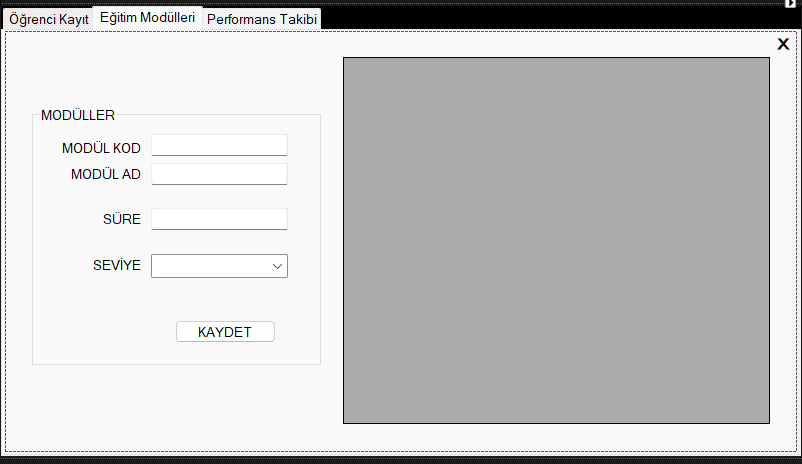 Öğrenci Kayıt Eğitim Modülleri Performans Takibi
X
MODÜLLER
MODÜL KOD
MODÜL AD
SÜRE
SEVİYE
KAYDET